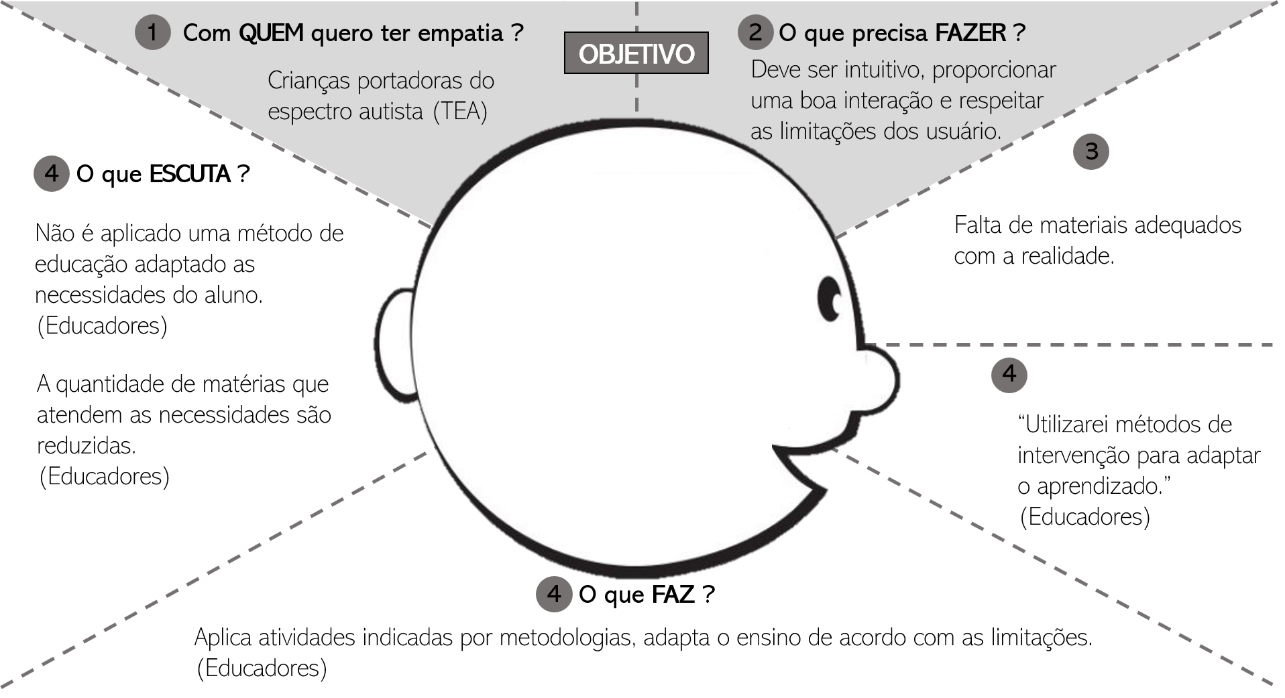 1 Com QUEM quero ter empatia ?
Crianças portadoras do
espectro autista (TEA)
OBJETIVO
2 O que precisa FAZER ?
Deve ser intuitivo, proporcionar
uma boa interação e respeitar
as limitações dos usuário.
3
Falta de materiais adequados
com a realidade.
4
“Utilizarei métodos de
intervenção para adaptar
o aprendizado.”
(Educadores)
4 O que FAZ ?
Aplica atividades indicadas por metodologias, adapta o ensino de acordo com as limitações.
(Educadores)
4 O que ESCUTA ?
Não é aplicado uma método de
educação adaptado as
necessidades do aluno.
(Educadores)
A quantidade de matérias que
atendem as necessidades são
reduzidas.
(Educadores)